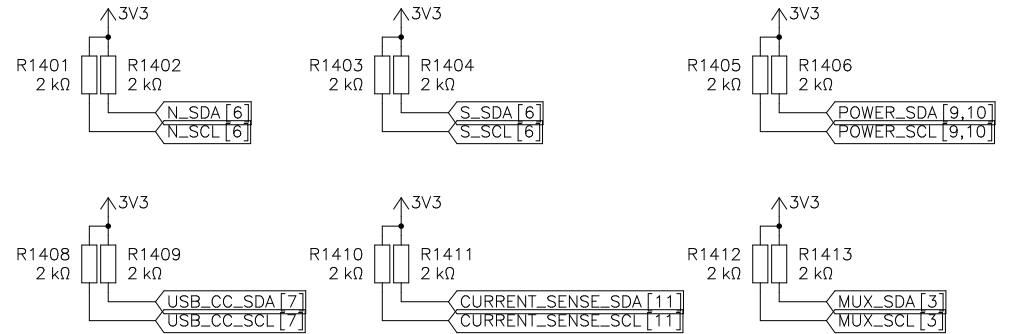 3V3 3V3 3V3
R1401 R1402 R1403 R1404 R1405 R1406
2 kΩ 2 kΩ 2 kΩ 2 kΩ 2 kΩ 2 kΩ
N_SDA [6] S_SDA [6] POWER_SDA [9,10]
N_SCL [6] S_SCL [6] POWER_SCL [9,10]
3V3 3V3 3V3
R1408 R1409 R1410 R1411 R1412 R1413
2 kΩ 2 kΩ 2 kΩ 2 kΩ 2 kΩ 2 kΩ
USB_CC_SDA [7] CURRENT_SENSE_SDA [11] MUX_SDA [3]
USB_CC_SCL [7] CURRENT_SENSE_SCL [11] MUX_SCL [3]